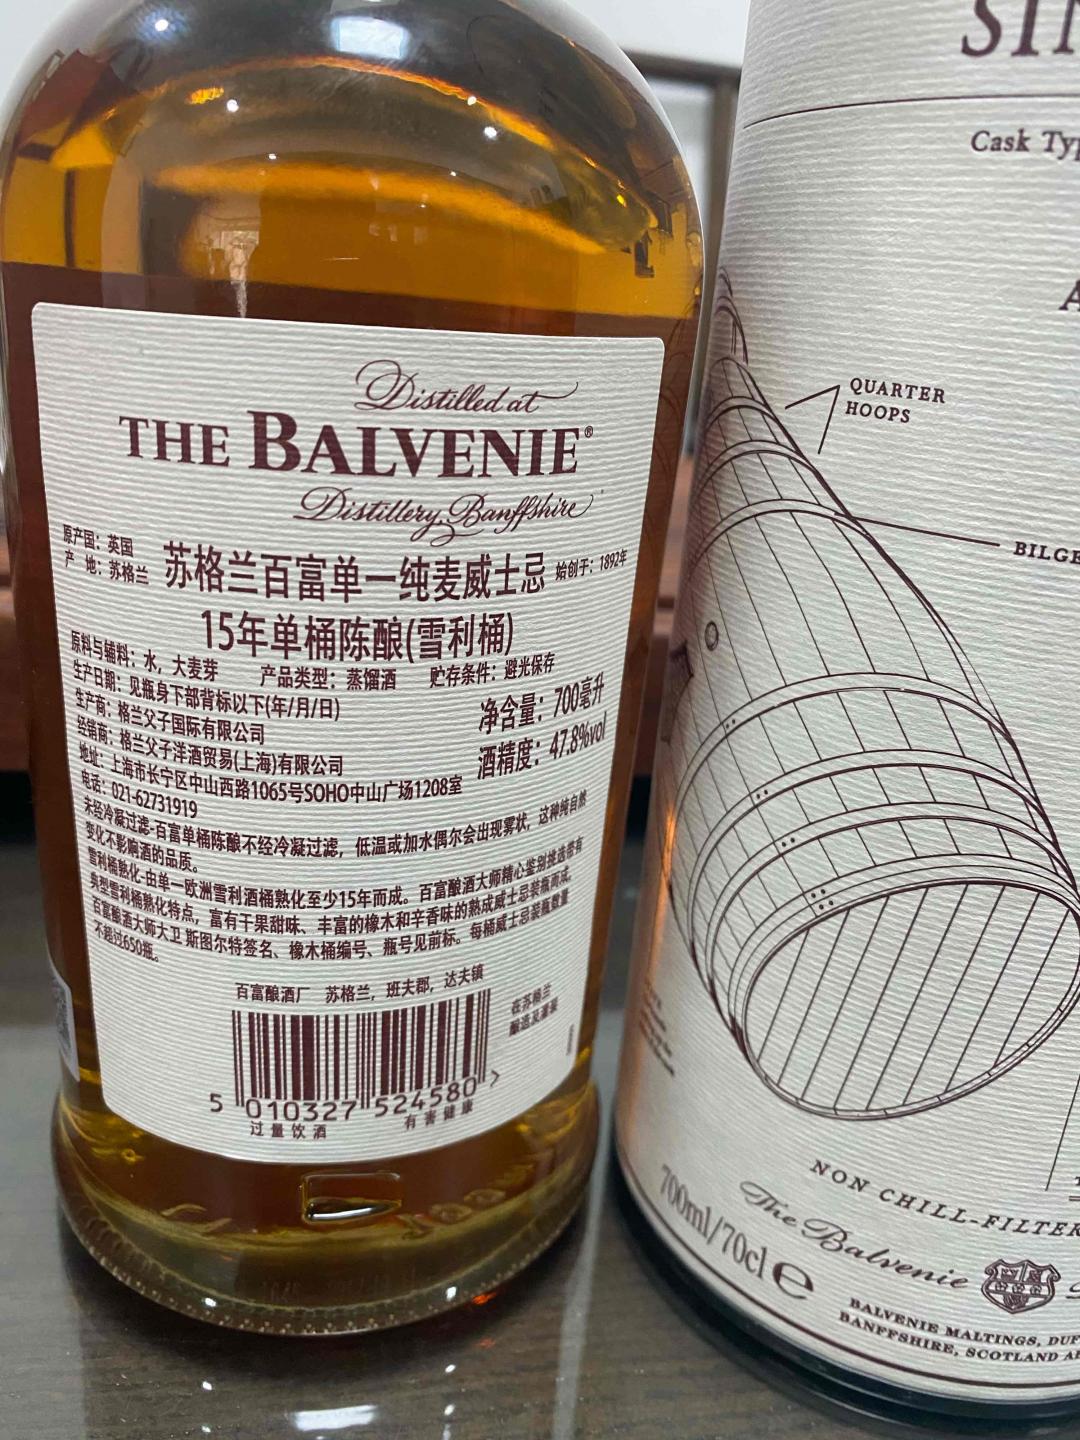 Distilled at
THE BALVENIE®
Distillery, Banffshire
原产国：英国
产 地：苏格兰
苏格兰百富单一纯麦威士忌
始创于：1892年
15年单桶陈酿(雪利桶)
原料与辅料：水，大麦芽 产品类型：蒸馏酒 贮存条件：避光保存
生产日期：见瓶身下部背标以下(年/月/日)
生产商：格兰父子国际有限公司
净含量：700毫升
经销商：格兰父子洋酒贸易(上海)有限公司
酒精度：47.8%vol
地址：上海市长宁区中山西路1065号SOHO中山广场1208室
电话：021-62731919
未经冷凝过滤-百富单桶陈酿不经冷凝过滤，低温或加水偶尔会出现雾状，这种纯自然
变化不影响酒的品质。
雪利桶熟化-由单一欧洲雪利酒桶熟化至少15年而成。百富酿酒大师精心鉴别挑选带有
典型雪利桶熟化特点，富有干果甜味、丰富的橡木和辛香味的熟成威士忌装瓶而成。
百富酿酒大师大卫 斯图尔特签名、橡木桶编号、瓶号见前标。每桶威士忌装瓶数量
不超过650瓶。
百富酿酒厂 苏格兰，班夫郡，达夫镇
在苏格兰
酿造及灌装
5 010327 524580 >
过量饮酒 有害健康
SIN
Cask Typ
A
QUARTER
HOOPS
BILGE
NON CHILL-FILTER
700ml/70cl e
The Balvenie
BALVENIE MALTINGS, DUF
BANFFSHIRE, SCOTLAND AB